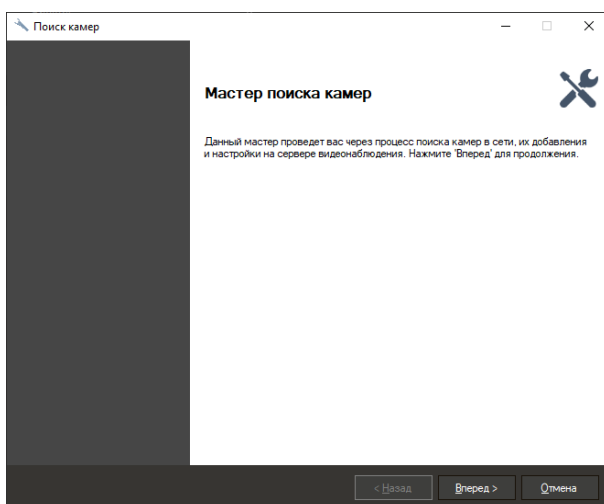 Поиск камер
Мастер поиска камер
Данный мастер проведет вас через процесс поиска камер в сети, их добавления
и настройки на сервере видеонаблюдения. Нажмите 'Вперед' для продолжения.
< Назад
Вперед >
Отмена